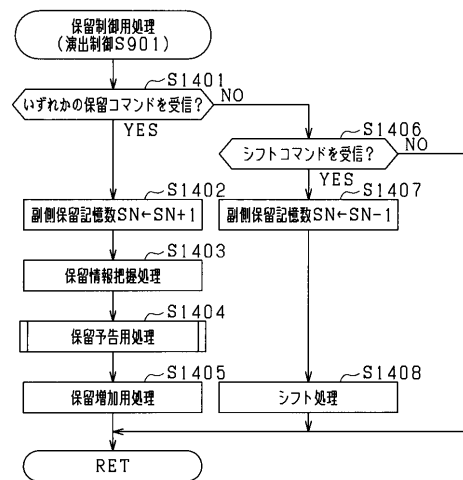 保留制御用処理
(演出制御S901)
S1401
いずれかの保留コマンドを受信?
NO
YES
S1406
シフトコマンドを受信?
NO
YES
S1402
副側保留記憶数SN←SN+1
S1407
副側保留記憶数SN←SN-1
S1403
保留情報把握処理
S1404
保留予告用処理
S1405
保留増加用処理
S1408
シフト処理
RET